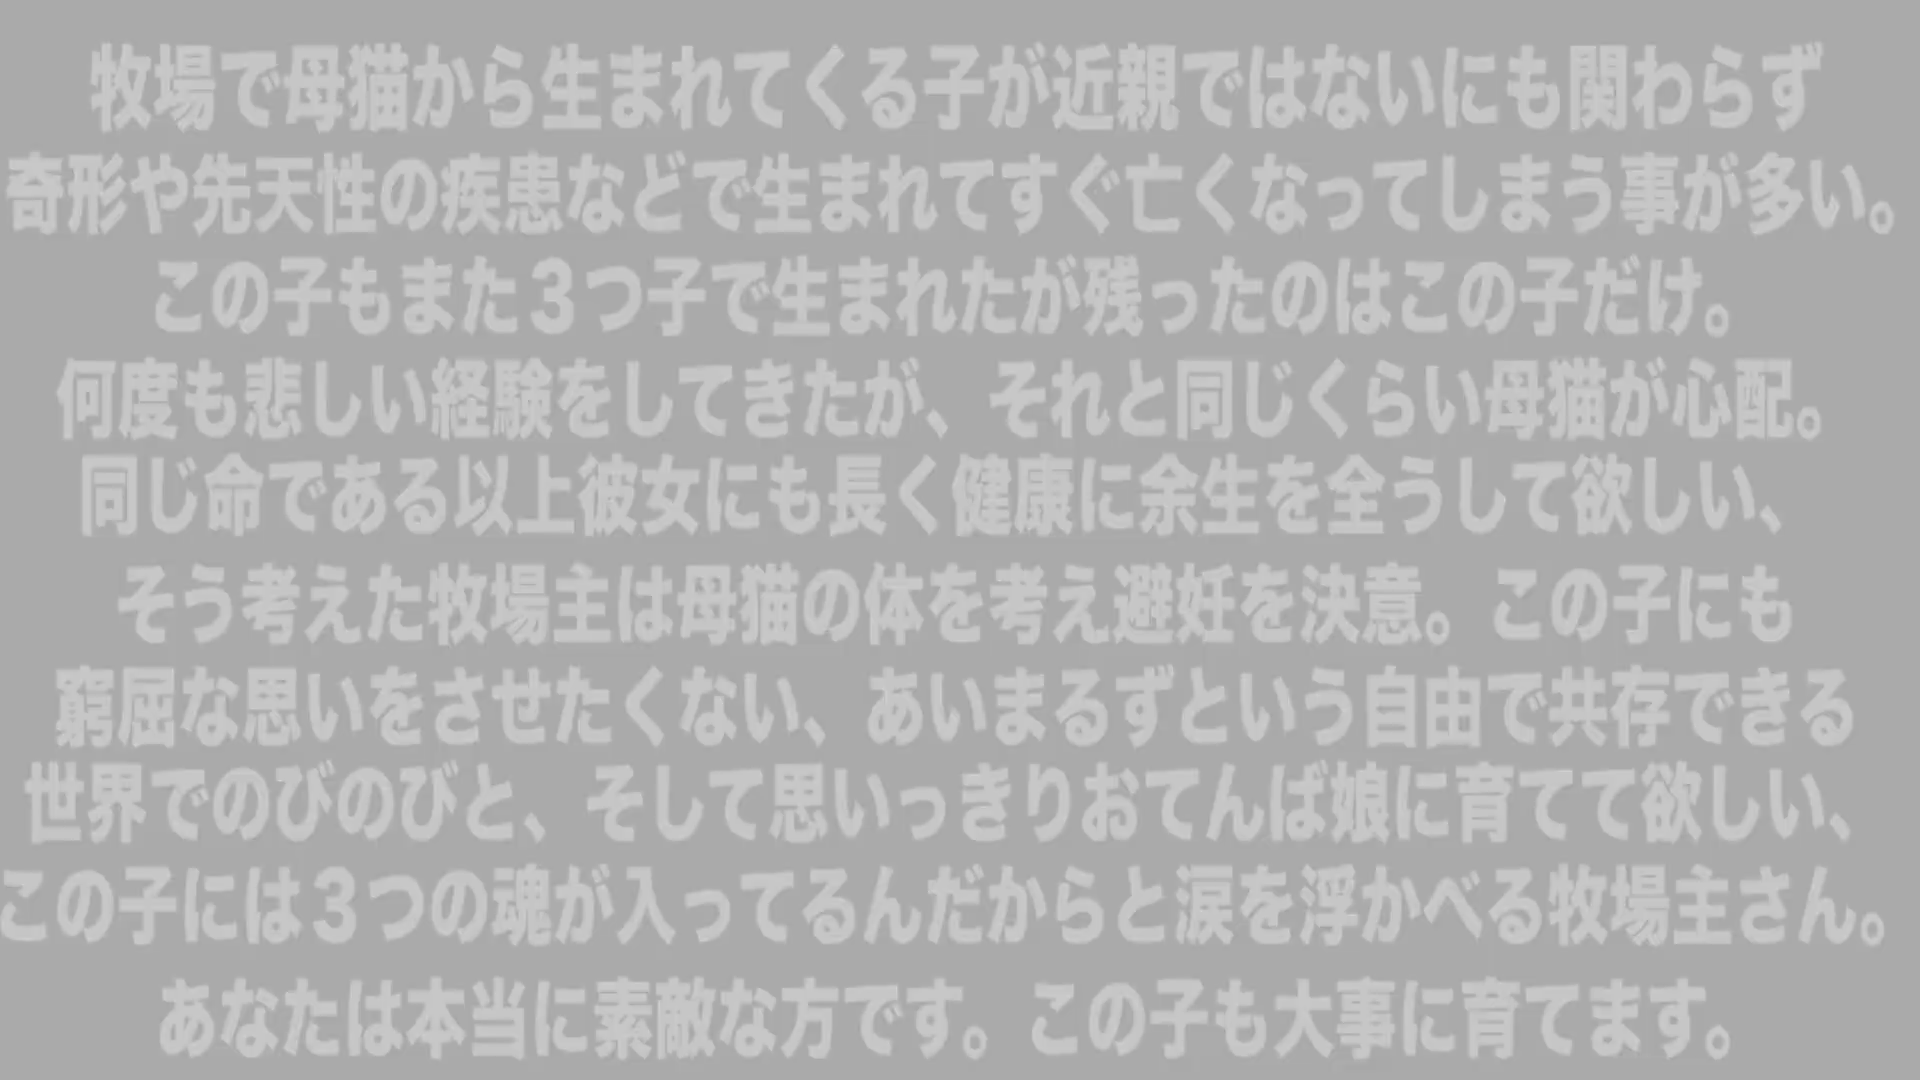 牧場で母猫から生まれてくる子が近親ではないにも関わらず
奇形や先天性の疾患などで生まれてすぐ亡くなってしまう事が多い。
この子もまた３つ子で生まれたが残ったのはこの子だけ。
何度も悲しい経験をしてきたが、それと同じくらい母猫が心配。
同じ命である以上彼女にも長く健康に余生を全うして欲しい、
そう考えた牧場主は母猫の体を考え避妊を決意。この子にも
窮屈な思いをさせたくない、あいまるずという自由で共存できる
世界でのびのびと、そして思いっきりおてんば娘に育てて欲しい、
この子には３つの魂が入ってるんだからと涙を浮かべる牧場主さん。
あなたは本当に素敵な方です。この子も大事に育てます。